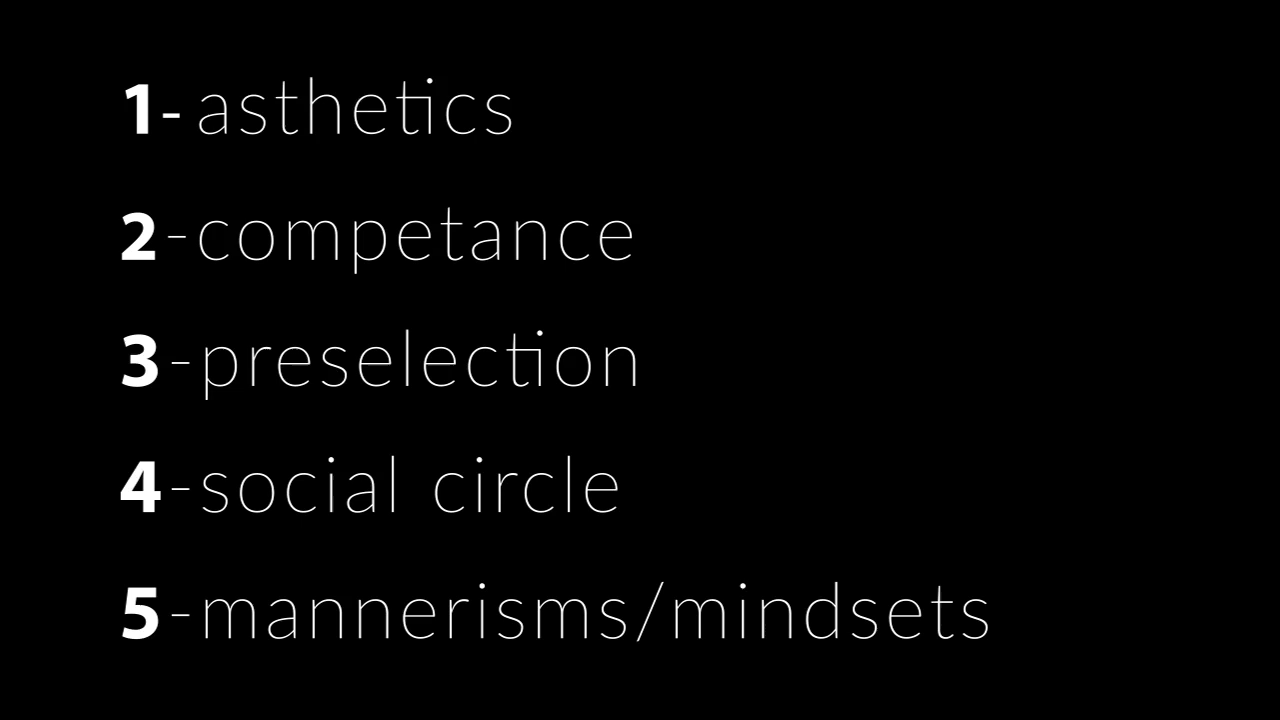 1- asthetics
2-competance
3-preselection
4-social circle
5-mannerisms/mindsets